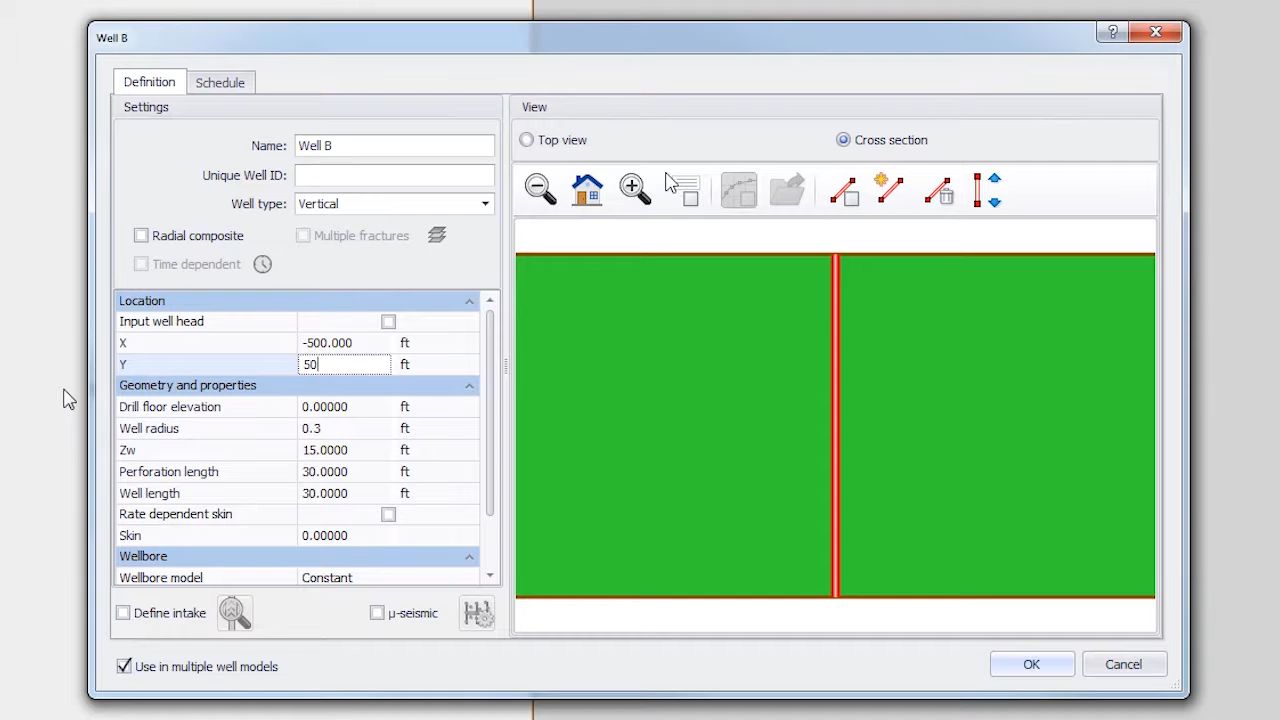 Well B
?
Definition
Schedule
Settings
View
Name: Well B
Top view
Cross section
Unique Well ID:
Well type: Vertical
Radial composite
Multiple fractures
Time dependent
Location
Input well head
X -500.000 ft
Y 50 ft
Geometry and properties
Drill floor elevation 0.00000 ft
Well radius 0.3 ft
Zw 15.0000 ft
Perforation length 30.0000 ft
Well length 30.0000 ft
Rate dependent skin
Skin 0.00000
Wellbore
Wellbore model Constant
Define intake
μ-seismic
Use in multiple well models
OK
Cancel